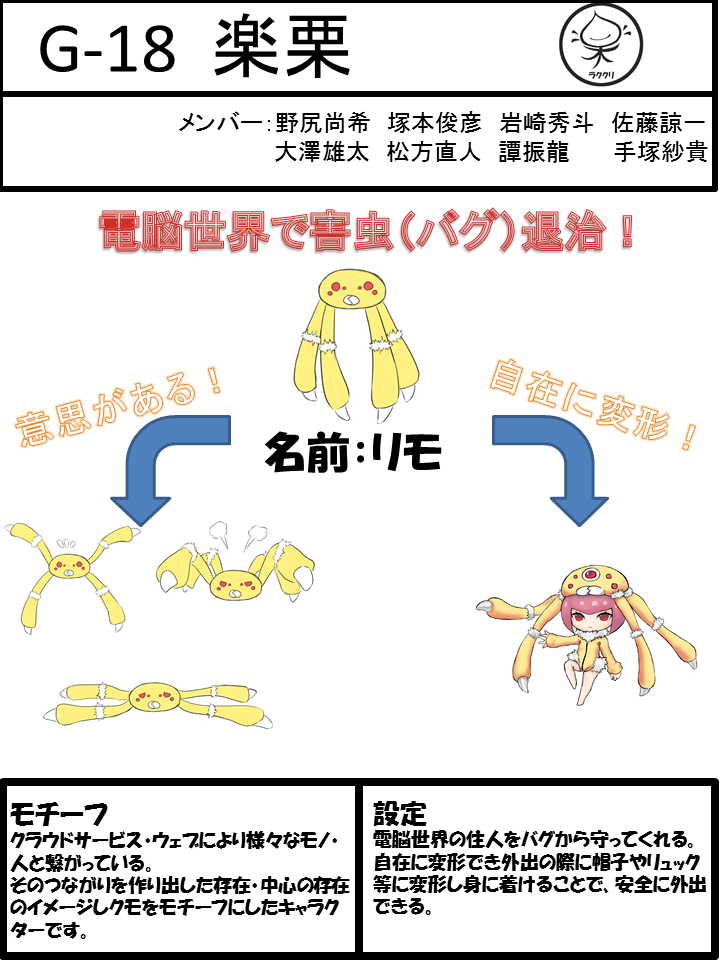 G-18 楽栗
ラククリ
メンバー：野尻尚希 塚本俊彦 岩崎秀斗 佐藤諒一
大澤雄太 松方直人 譚振龍 手塚紗貴
電脳世界で害虫（バグ）退治！
意思がある！
自在に変形！
名前：リモ
モチーフ
クラウドサービス・ウェブにより様々なモノ・
人と繋がっている。
そのつながりを作り出した存在・中心の存在
のイメージしクモをモチーフにしたキャラク
ターです。
設定
電脳世界の住人をバグから守ってくれる。
自在に変形でき外出の際に帽子やリュック
等に変形し身に着けることで、安全に外出
できる。